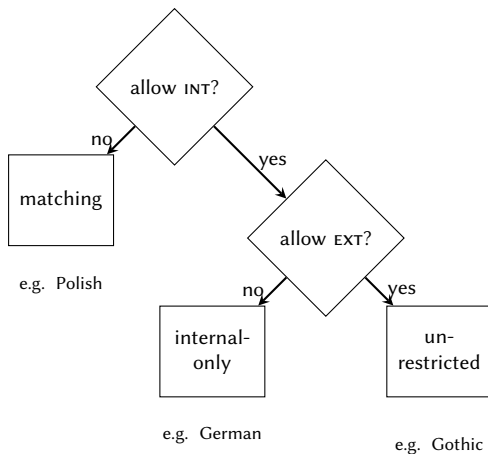 allow INT?
no
yes
matching
allow EXT?
e.g. Polish
no
yes
internal-
only
un-
restricted
e.g. German
e.g. Gothic